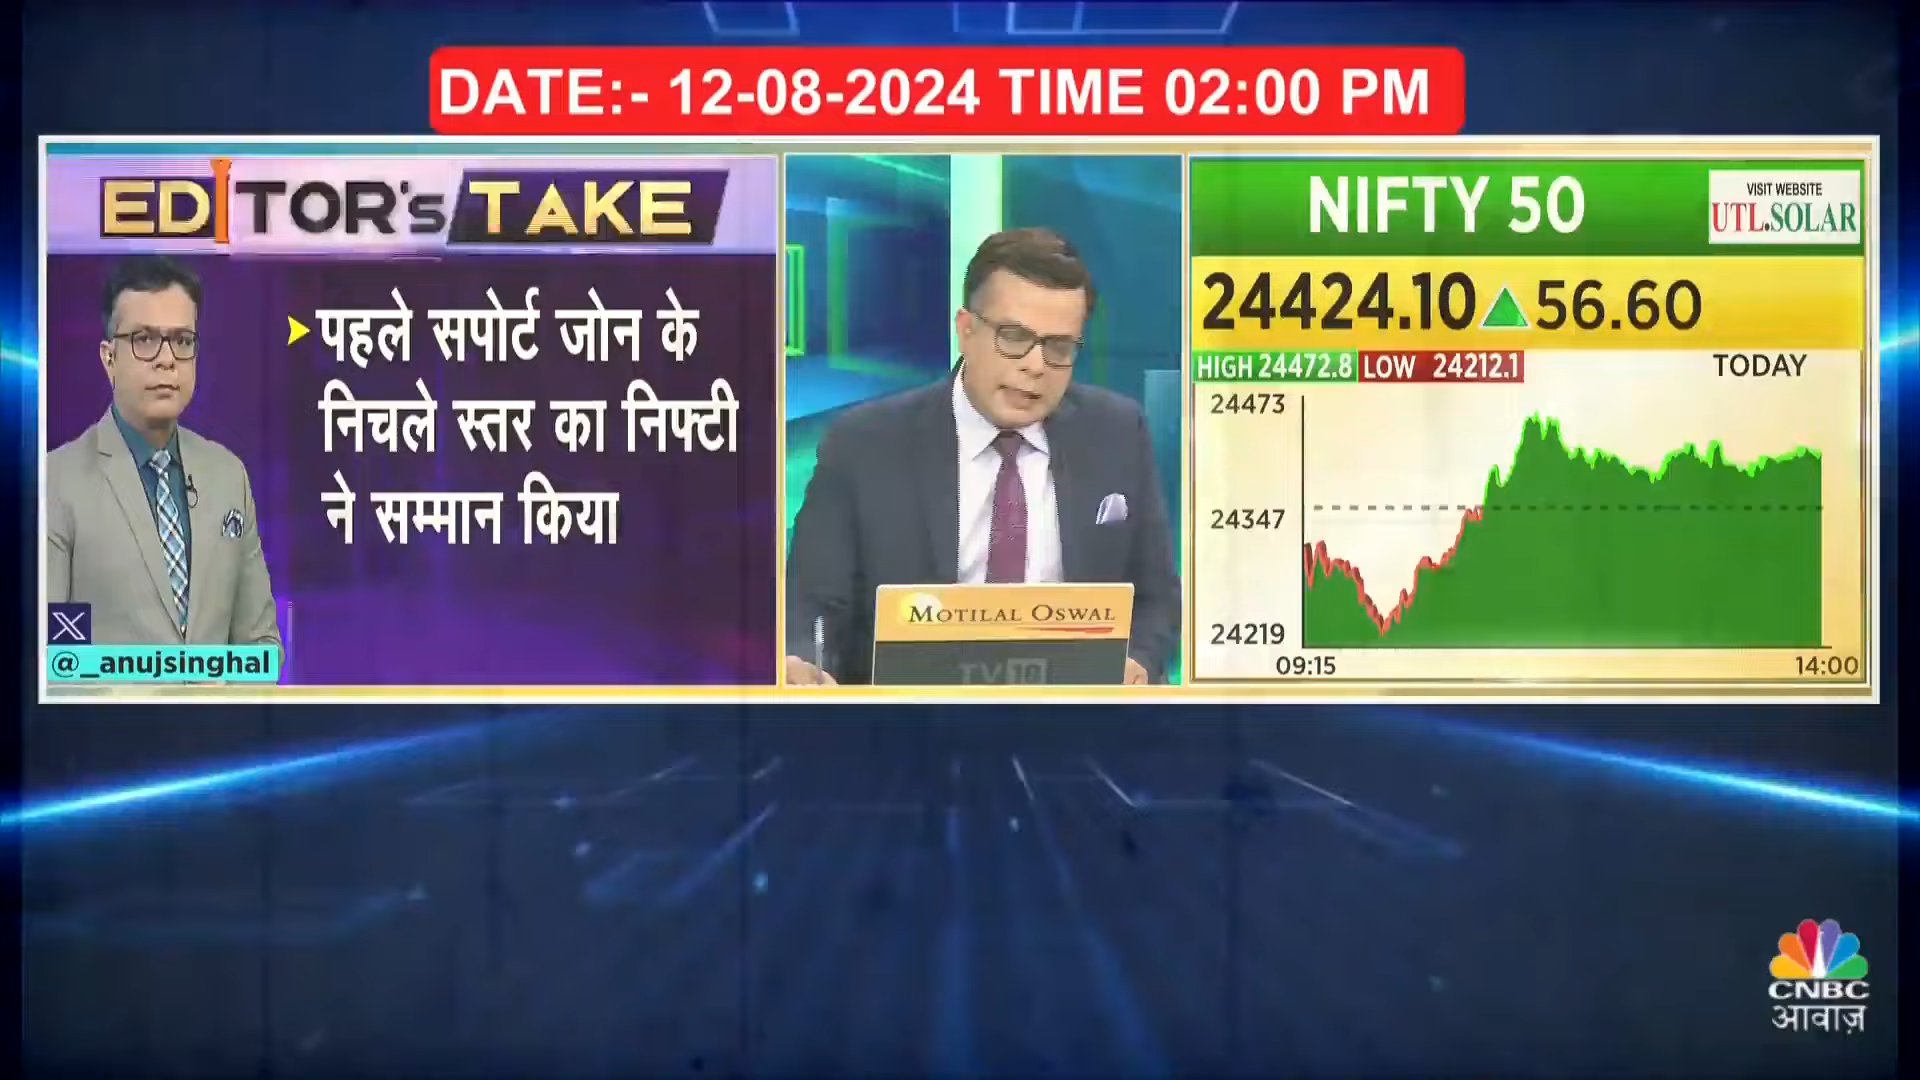 DATE:- 12-08-2024 TIME 02:00 PM
EDITOR's TAKE
पहले सपोर्ट जोन के
निचले स्तर का निफ्टी
ने सम्मान किया
X
@_anujsinghal
MOTILAL OSWAL
TV18
NIFTY 50
VISIT WEBSITE
UTL.SOLAR
24424.10 ▲ 56.60
HIGH 24472.8 LOW 24212.1
TODAY
24473
24347
24219
09:15 14:00
CNBC
आवाज़